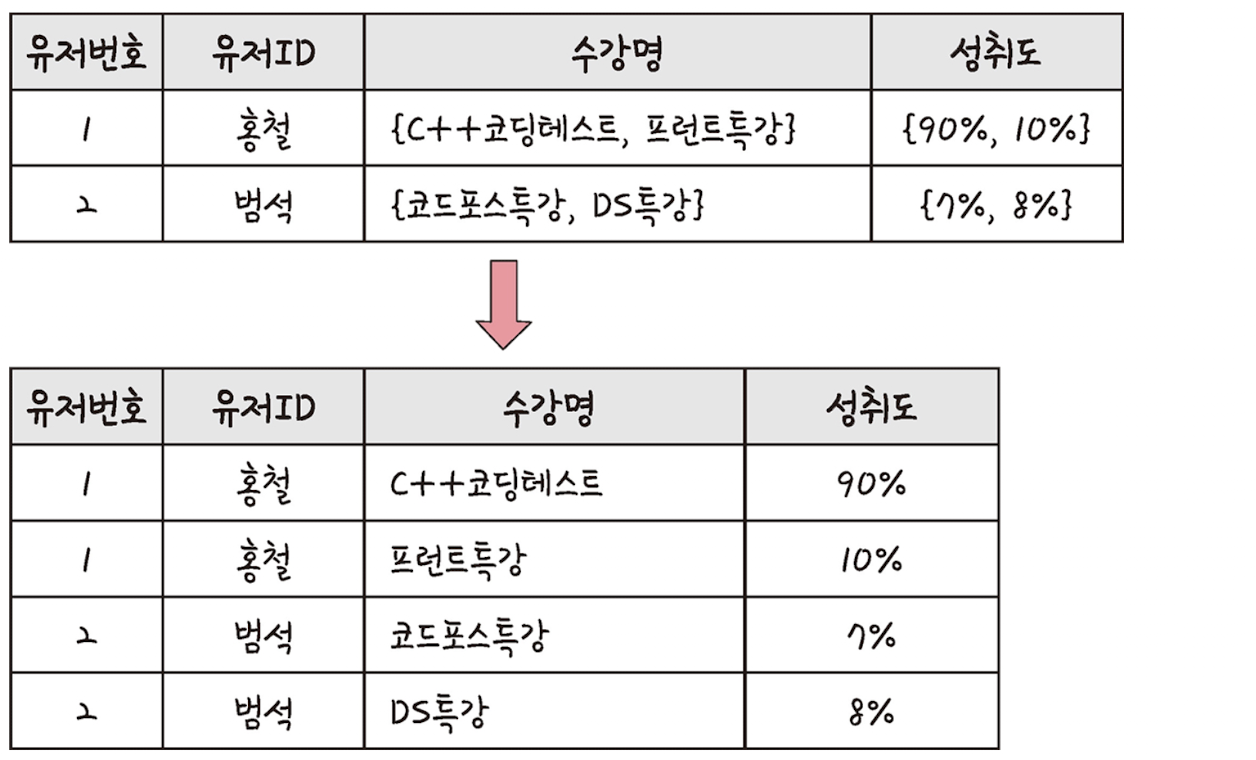 유저번호 유저ID 수강명 성취도
1 홍철 {C++코딩테스트, 프런트특강} {90%, 10%}
2 범석 {코드포스특강, DS특강} {7%, 8%}
유저번호 유저ID 수강명 성취도
1 홍철 C++코딩테스트 90%
1 홍철 프런트특강 10%
2 범석 코드포스특강 7%
2 범석 DS특강 8%